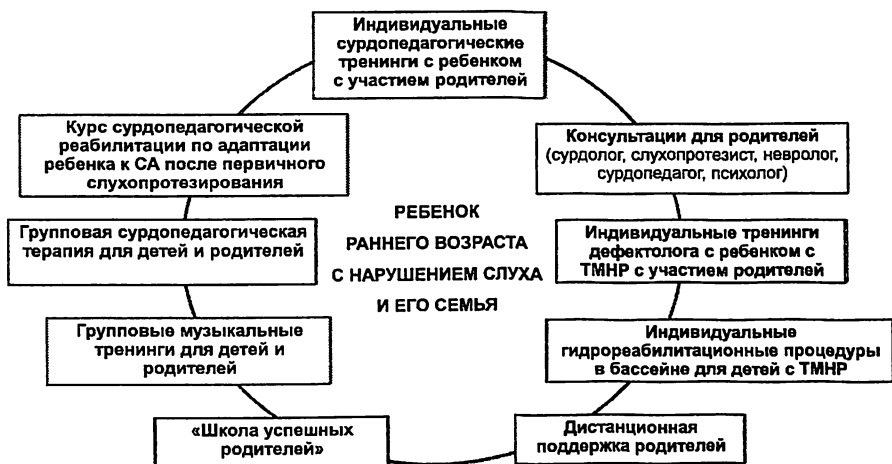 Индивидуальные
сурдопедагогические
тренинги с ребенком
с участием родителей
Курс сурдопедагогической
реабилитации по адаптации
ребенка к СА после первичного
слухопротезирования
Консультации для родителей
(сурдолог, слухопротезист, невролог,
сурдопедагог, психолог)
РЕБЕНОК
РАННЕГО ВОЗРАСТА
С НАРУШЕНИЕМ СЛУХА
И ЕГО СЕМЬЯ
Групповая сурдопедагогическая
терапия для детей и родителей
Индивидуальные тренинги
дефектолога с ребенком с
ТМНР с участием родителей
Групповые музыкальные
тренинги для детей и
родителей
Индивидуальные
гидрореабилитационные процедуры
в бассейне для детей с ТМНР
«Школа успешных
родителей»
Дистанционная
поддержка родителей